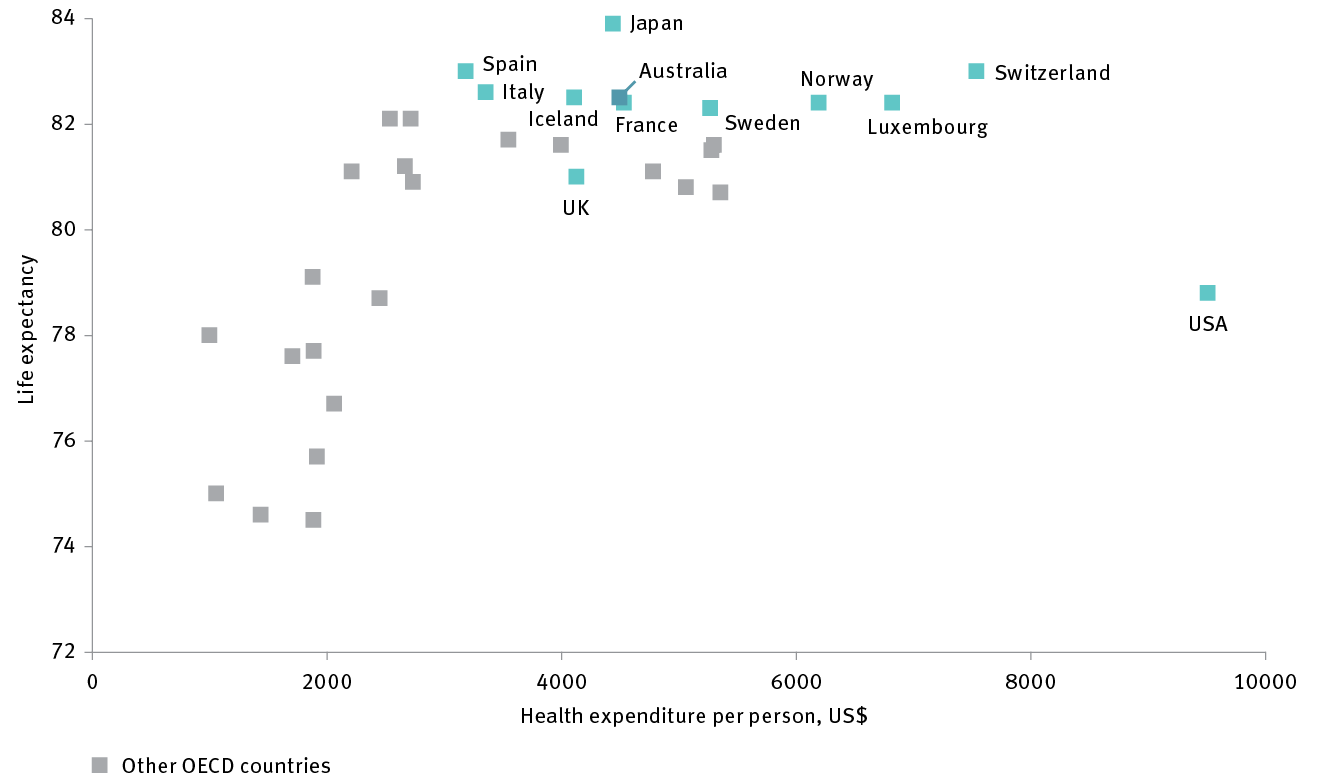 84
Japan
Spain
Australia
Norway
Switzerland
Italy
Iceland
France
Sweden
Luxembourg
82
UK
80
Life expectancy
78
USA
76
74
72
0 2000 4000 6000 8000 10000
Health expenditure per person, US$
Other OECD countries